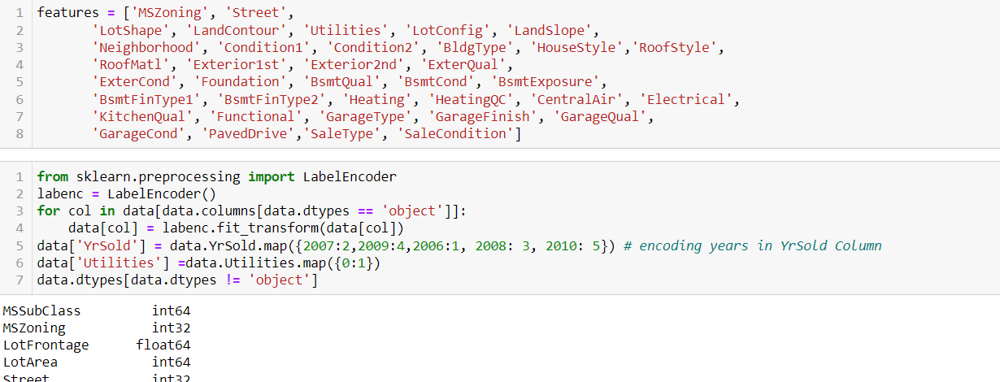 1 features = ['MSZoning', 'Street',
2 'LotShape', 'LandContour', 'Utilities', 'LotConfig', 'LandSlope',
3 'Neighborhood', 'Condition1', 'Condition2', 'BldgType', 'HouseStyle','RoofStyle',
4 'RoofMatl', 'Exterior1st', 'Exterior2nd', 'ExterQual',
5 'ExterCond', 'Foundation', 'BsmtQual', 'BsmtCond', 'BsmtExposure',
6 'BsmtFinType1', 'BsmtFinType2', 'Heating', 'HeatingQC', 'CentralAir', 'Electrical',
7 'KitchenQual', 'Functional', 'GarageType', 'GarageFinish', 'GarageQual',
8 'GarageCond', 'PavedDrive','SaleType', 'SaleCondition']
1 from sklearn.preprocessing import LabelEncoder
2 labenc = LabelEncoder()
3 for col in data[data.columns[data.dtypes == 'object']]:
4 data[col] = labenc.fit_transform(data[col])
5 data['YrSold'] = data.YrSold.map({2007:2,2009:4,2006:1, 2008: 3, 2010: 5}) # encoding years in YrSold Column
6 data['Utilities'] =data.Utilities.map({0:1})
7 data.dtypes[data.dtypes != 'object']
MSSubClass int64
MSZoning int32
LotFrontage float64
LotArea int64
Street int32